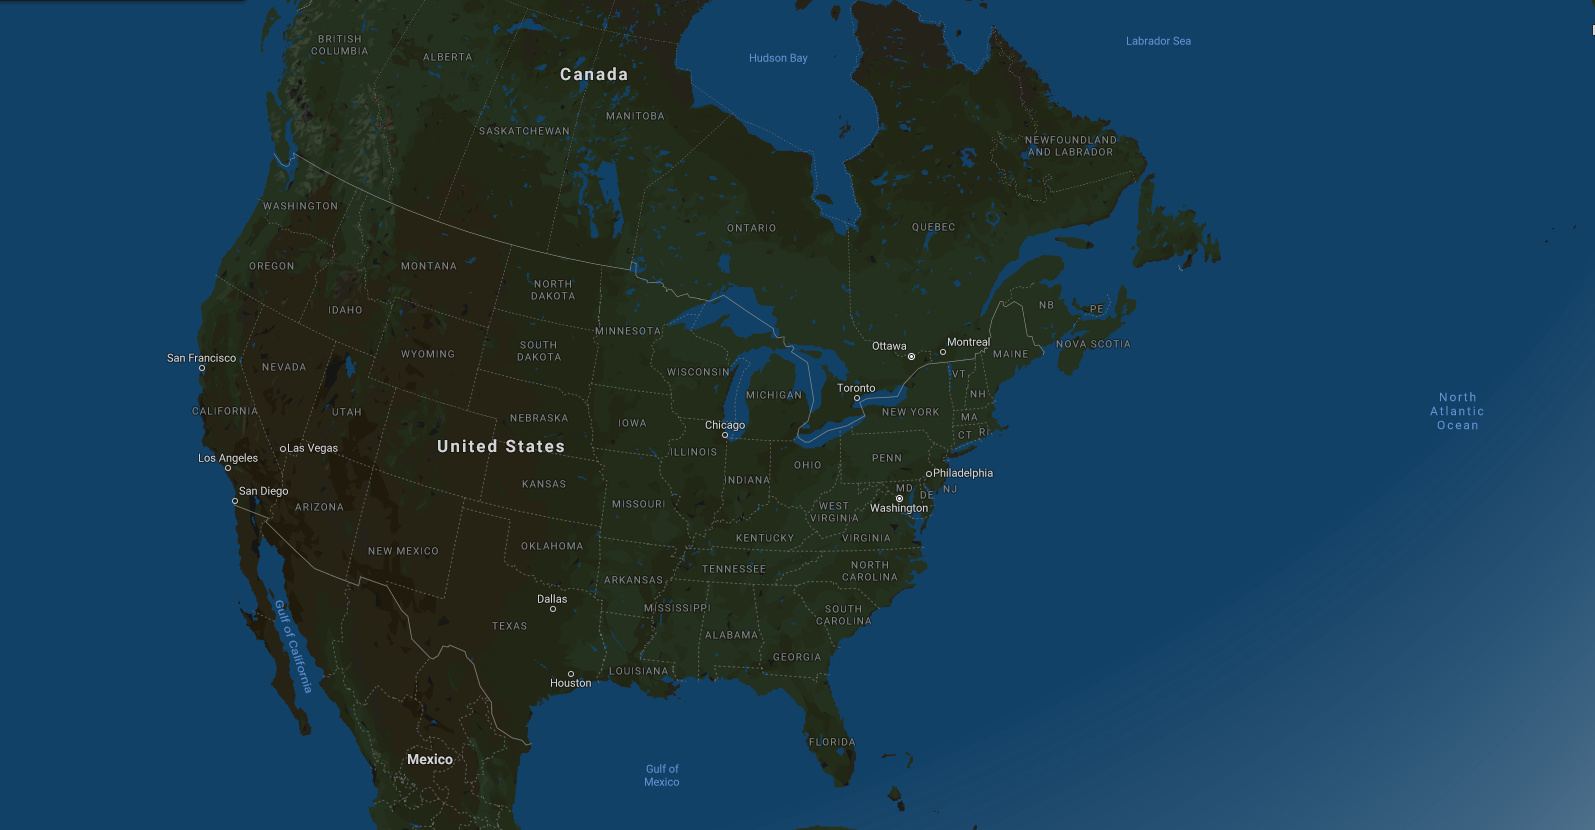 BRITISH
COLUMBIA
ALBERTA
Canada
Hudson Bay
Labrador Sea
SASKATCHEWAN
MANITOBA
NEWFOUNDLAND
AND LABRADOR
WASHINGTON
ONTARIO
QUEBEC
OREGON
MONTANA
NORTH
DAKOTA
IDAHO
MINNESOTA
NB
PE
San Francisco
NEVADA
WYOMING
SOUTH
DAKOTA
WISCONSIN
MICHIGAN
Ottawa
Montreal
MAINE
NOVA SCOTIA
Toronto
VT
NH
CALIFORNIA
UTAH
NEBRASKA
IOWA
Chicago
NEW YORK
MA
CT
RI
North
Atlantic
Ocean
Las Vegas
United States
ILLINOIS
INDIANA
OHIO
PENN
Los Angeles
San Diego
ARIZONA
KANSAS
MISSOURI
WEST
VIRGINIA
Philadelphia
MD
DE
NJ
Washington
NEW MEXICO
OKLAHOMA
KENTUCKY
VIRGINIA
TENNESSEE
NORTH
CAROLINA
ARKANSAS
Dallas
MISSISSIPPI
SOUTH
CAROLINA
TEXAS
ALABAMA
GEORGIA
Gulf of California
Houston
LOUISIANA
FLORIDA
Mexico
Gulf of
Mexico